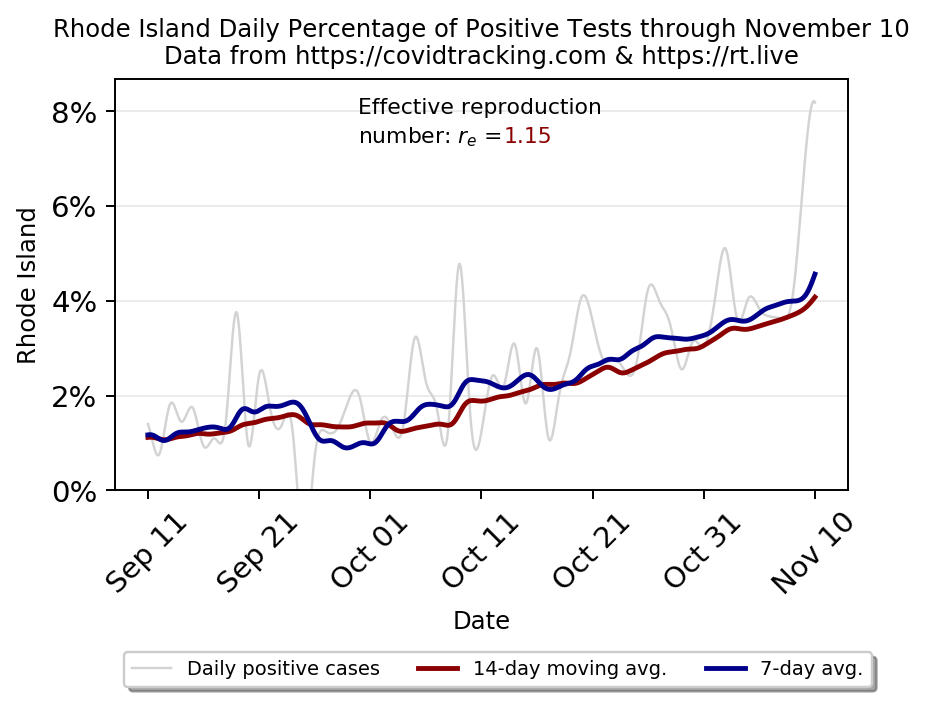 Rhode Island Daily Percentage of Positive Tests through November 10
Data from https://covidtracking.com & https://rt.live
Effective reproduction
number: rₑ =1.15
8%
6%
4%
2%
0%
Rhode Island
Sep 11
Sep 21
Oct 01
Oct 11
Oct 21
Oct 31
Nov 10
Date
Daily positive cases
14-day moving avg.
7-day avg.